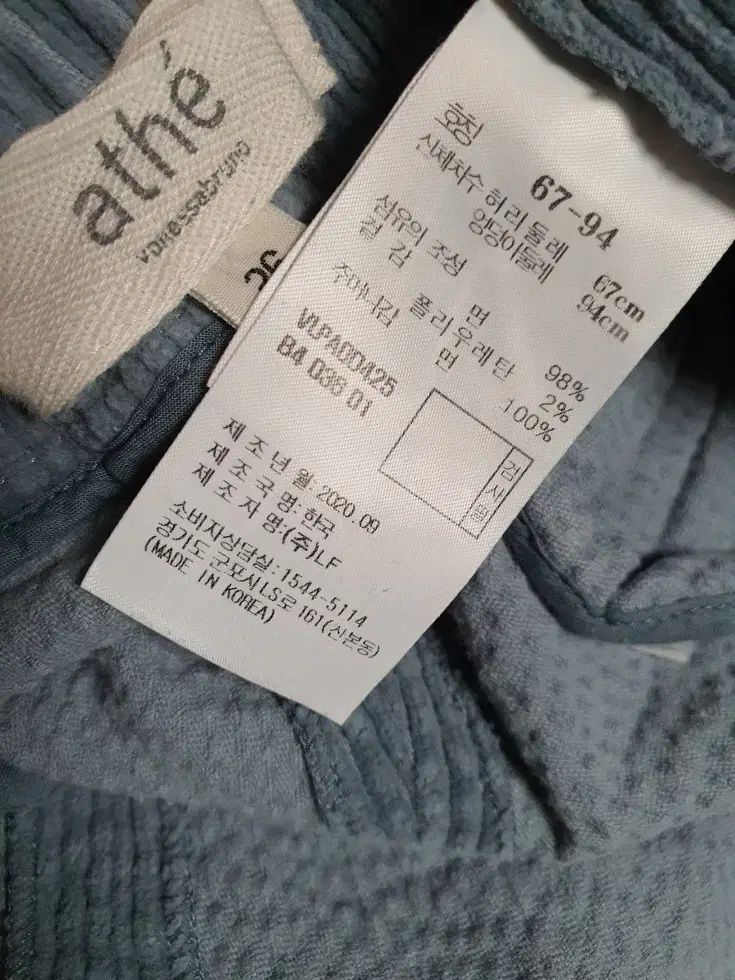 athé
vanessabruno
26
호칭 67-94
신체치수 허리둘레 67cm
엉덩이둘레 94cm
섬유의 조성
겉감 면 98%
폴리우레탄 2%
주머니감 면 100%
VLPA0D425
B4 038 01
검사필
제조년월:2020.09
제조국명:한국
제조자명:(주)LF
소비자상담실:1544-5114
경기도 군포시LS로 161(산본동)
(MADE IN KOREA)